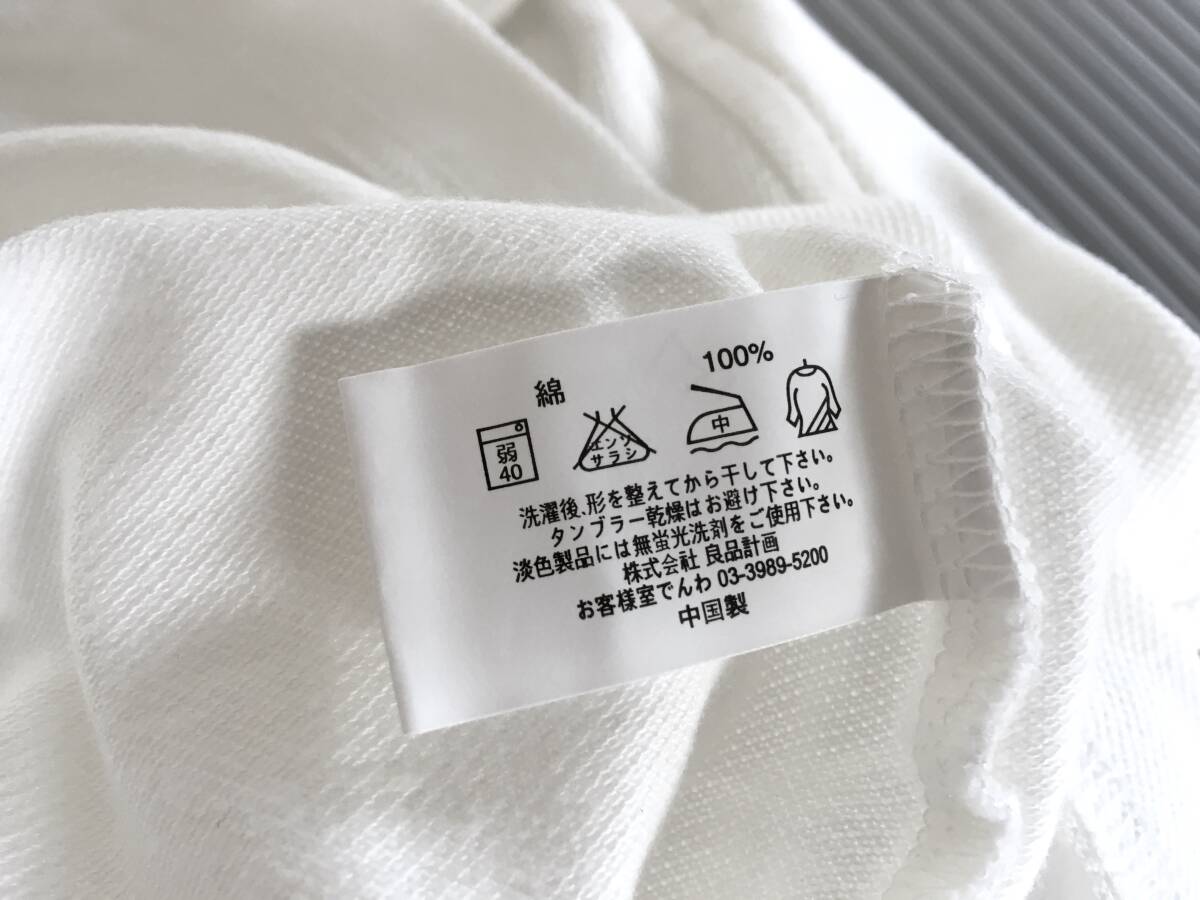 綿 100%
弱 エンソ 中
40 サラシ
洗濯後、形を整えてから干して下さい。
タンブラー乾燥はお避け下さい。
淡色製品には無蛍光洗剤をご使用下さい。
株式会社 良品計画
お客様室でんわ 03-3989-5200
中国製